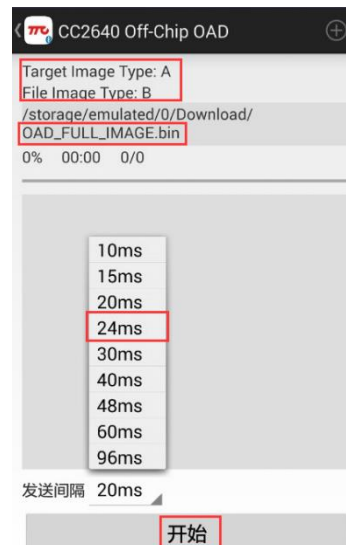 CC2640 Off-Chip OAD
Target Image Type: A
File Image Type: B
/storage/emulated/0/Download/
OAD_FULL_IMAGE.bin
0% 00:00 0/0
10ms
15ms
20ms
24ms
30ms
40ms
48ms
60ms
96ms
发送间隔 20ms
开始